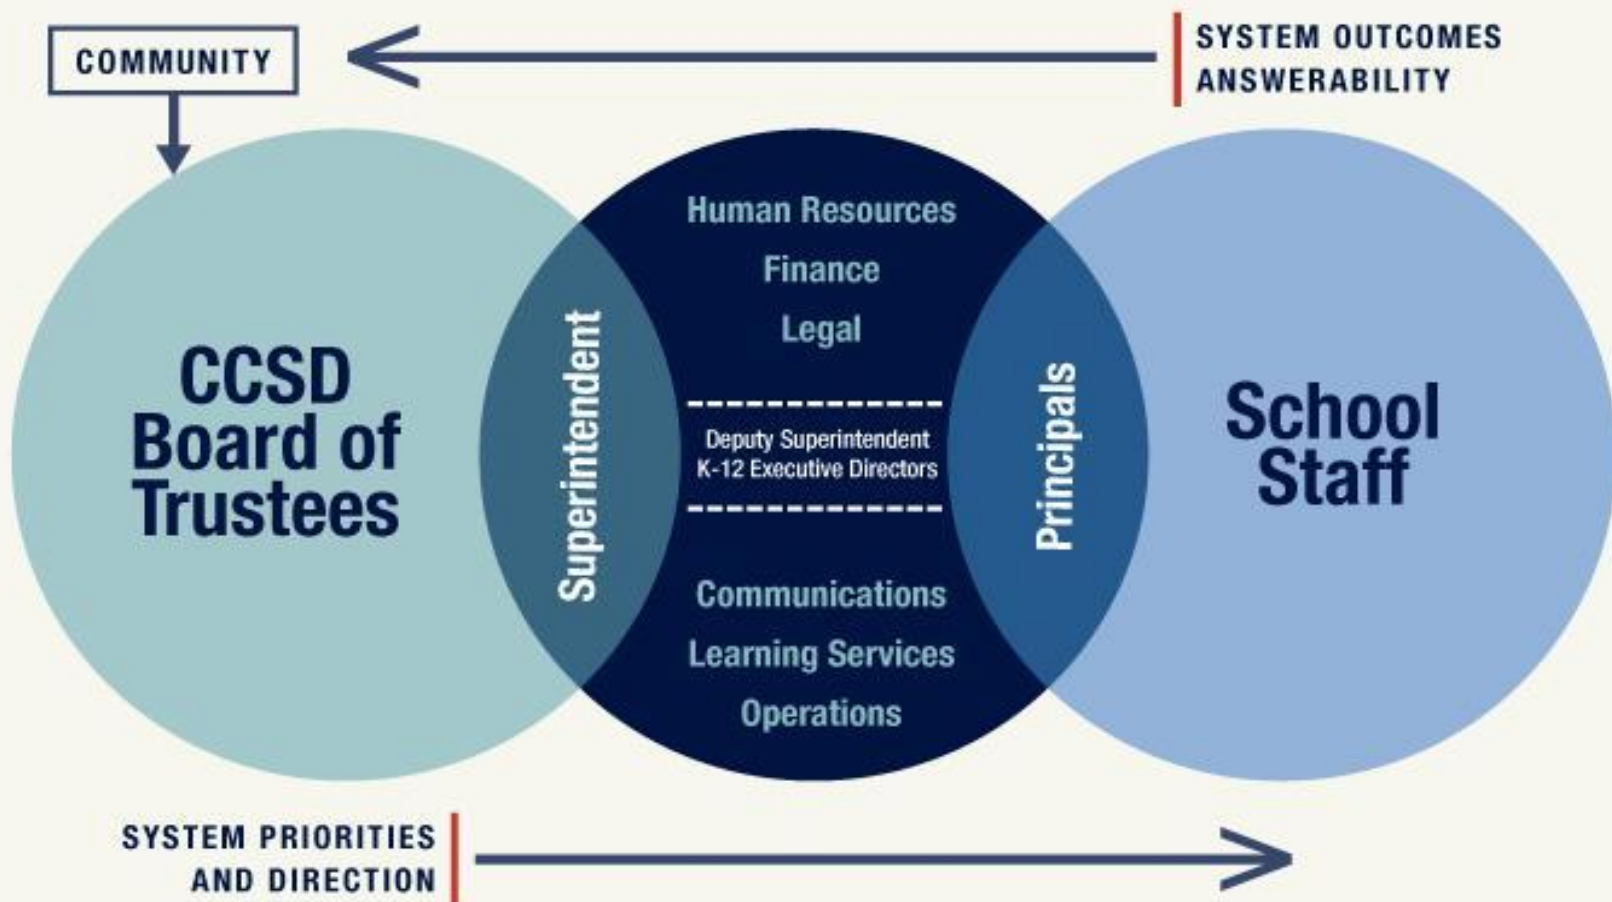 COMMUNITY
SYSTEM OUTCOMES
ANSWERABILITY
CCSD
Board of
Trustees
Superintendent
Human Resources
Finance
Legal
Deputy Superintendent
K-12 Executive Directors
Communications
Learning Services
Operations
Principals
School
Staff
SYSTEM PRIORITIES
AND DIRECTION